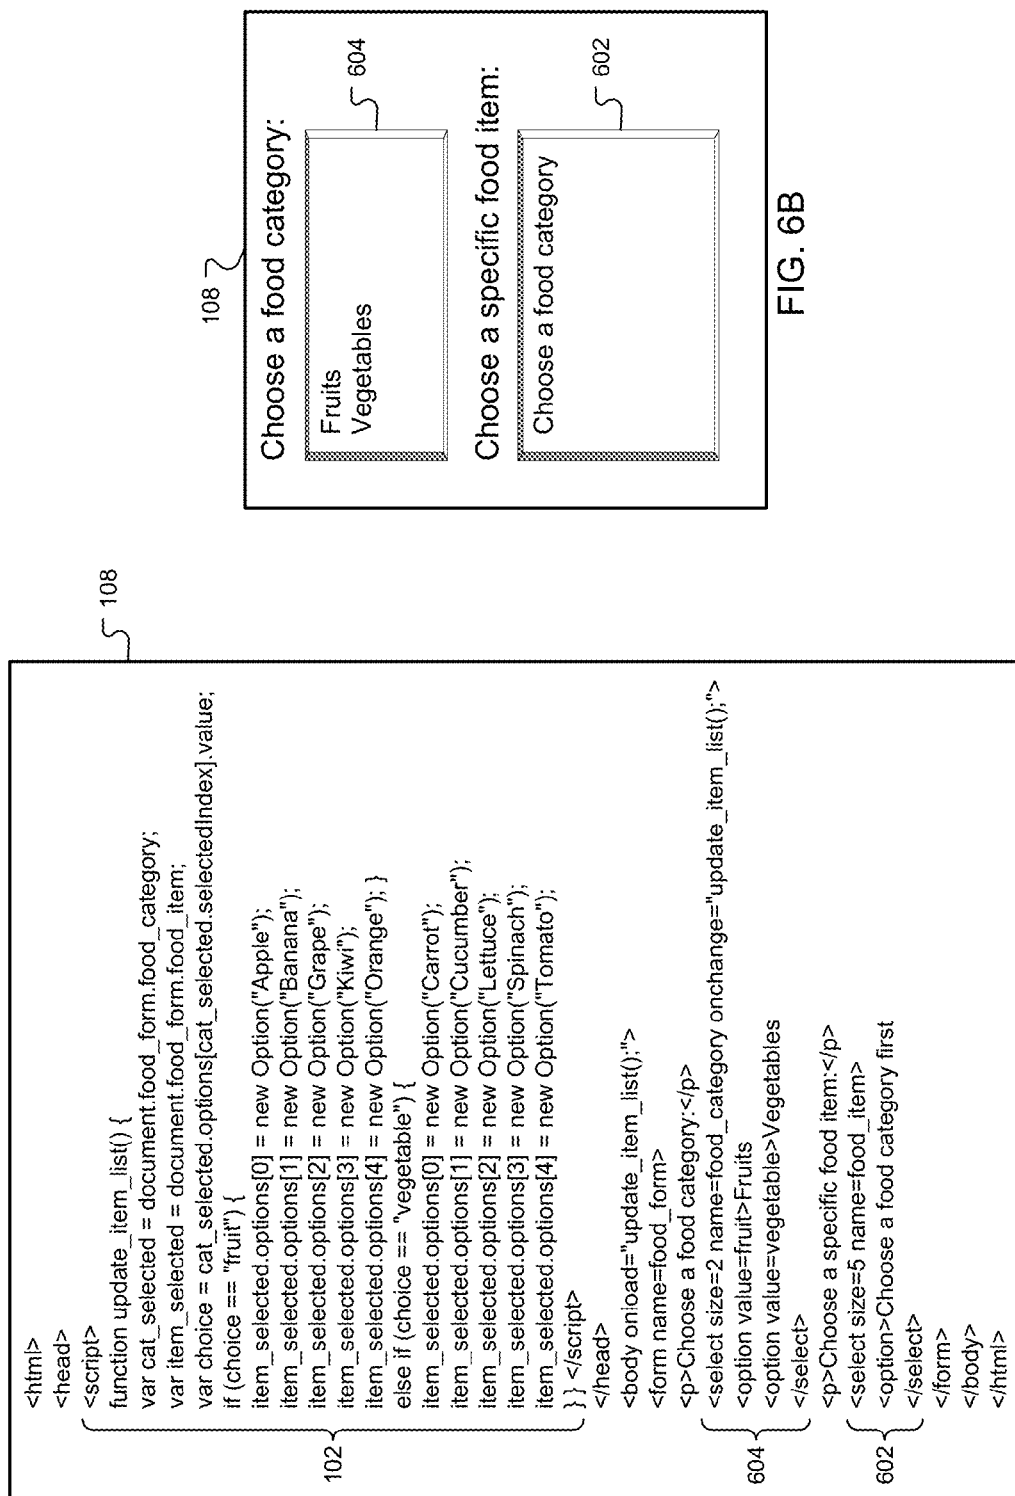 108
<html>
<head>
<script>
function update_item_list() {
var cat_selected = document.food_form.food_category;
var item_selected = document.food_form.food_item;
var choice = cat_selected.options[cat_selected.selectedIndex].value;
if (choice == "fruit") {
item_selected.options[0] = new Option("Apple");
item_selected.options[1] = new Option("Banana");
item_selected.options[2] = new Option("Grape");
item_selected.options[3] = new Option("Kiwi");
item_selected.options[4] = new Option("Orange"); }
else if (choice == "vegetable") {
item_selected.options[0] = new Option("Carrot");
item_selected.options[1] = new Option("Cucumber");
item_selected.options[2] = new Option("Lettuce");
item_selected.options[3] = new Option("Spinach");
item_selected.options[4] = new Option("Tomato");
} } </script>
102
</head>
<body onload="update_item_list();">
<form name=food_form>
<p>Choose a food category:</p>
<select size=2 name=food_category onchange="update_item_list();">
<option value=fruit>Fruits
<option value=vegetable>Vegetables
</select>
604
<p>Choose a specific food item:</p>
<select size=5 name=food_item>
<option>Choose a food category first
</select>
602
</form>
</body>
</html>
108
Choose a food category:
Fruits
Vegetables
604
Choose a specific food item:
Choose a food category
602
FIG. 6B